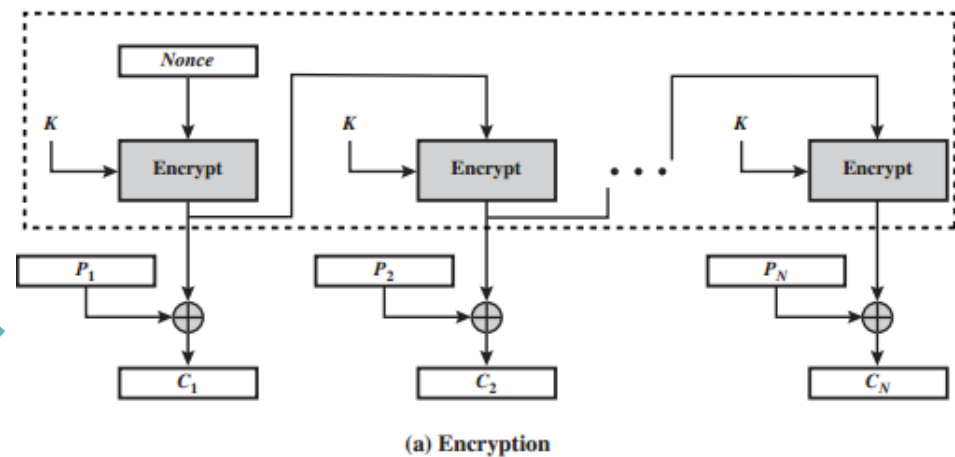 Nonce
K K K
Encrypt Encrypt • • • Encrypt
P1 P2 PN
C1 C2 CN
(a) Encryption